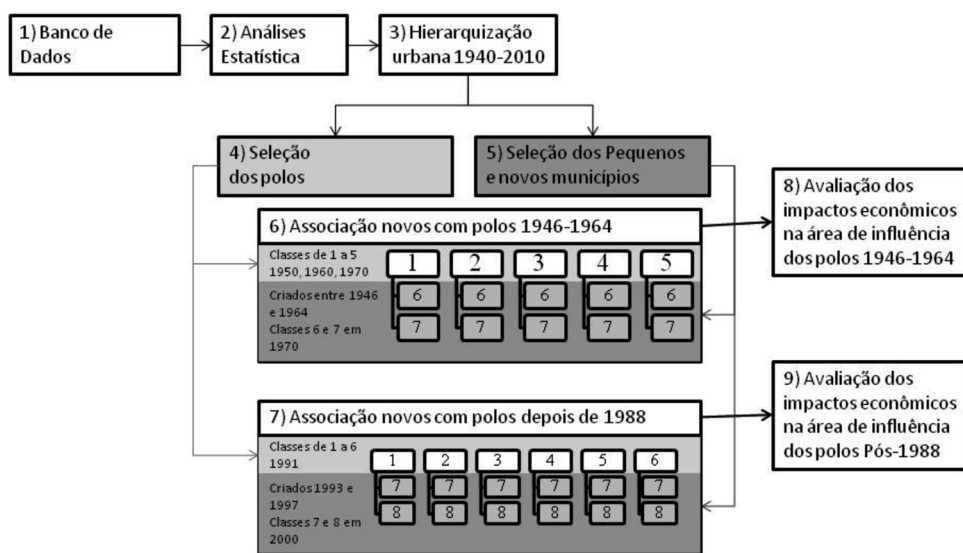 1) Banco de
Dados
2) Análises
Estatística
3) Hierarquização
urbana 1940-2010
4) Seleção
dos polos
5) Seleção dos Pequenos
e novos municípios
6) Associação novos com polos 1946-1964
Classes de 1 a 5
1950, 1960, 1970
1 2 3 4 5
Criados entre 1946
e 1964
Classes 6 e 7 em
1970
6 6 6 6 6
7 7 7 7 7
8) Avaliação dos
impactos econômicos
na área de influência
dos polos 1946-1964
7) Associação novos com polos depois de 1988
Classes de 1 a 6
1991
1 2 3 4 5 6
Criados 1993 e
1997
Classes 7 e 8 em
2000
7 7 7 7 7 7
8 8 8 8 8 8
9) Avaliação dos
impactos econômicos
na área de influência
dos polos Pós-1988